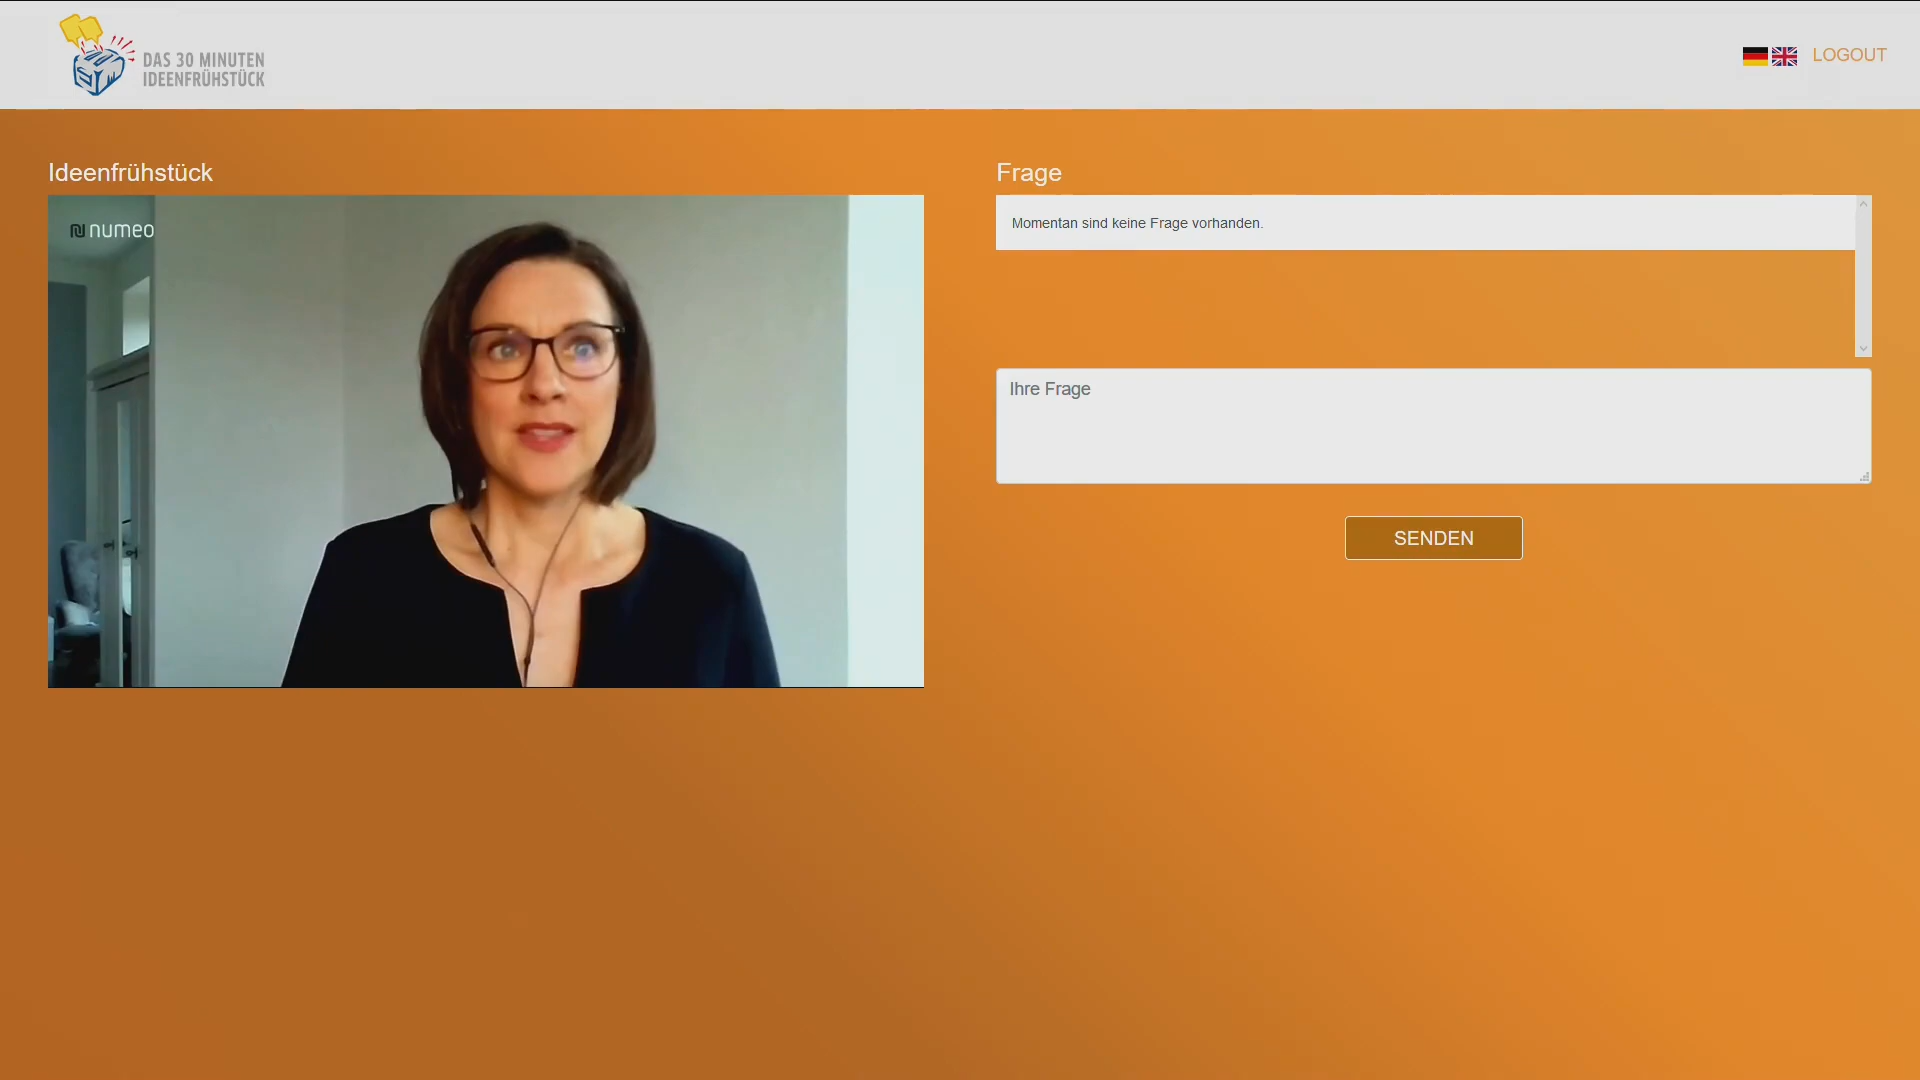 DAS 30 MINUTEN
IDEENFRÜHSTÜCK
LOGOUT
Ideenfrühstück
numeo
Frage
Momentan sind keine Frage vorhanden.
Ihre Frage
SENDEN